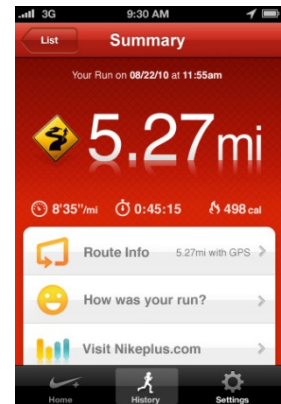 3G 9:30 AM
List Summary
Your Run on 08/22/10 at 11:55am
5.27mi
8'35"/mi 0:45:15 498 cal
Route Info 5.27mi with GPS
How was your run?
Visit Nikeplus.com
Home History Settings